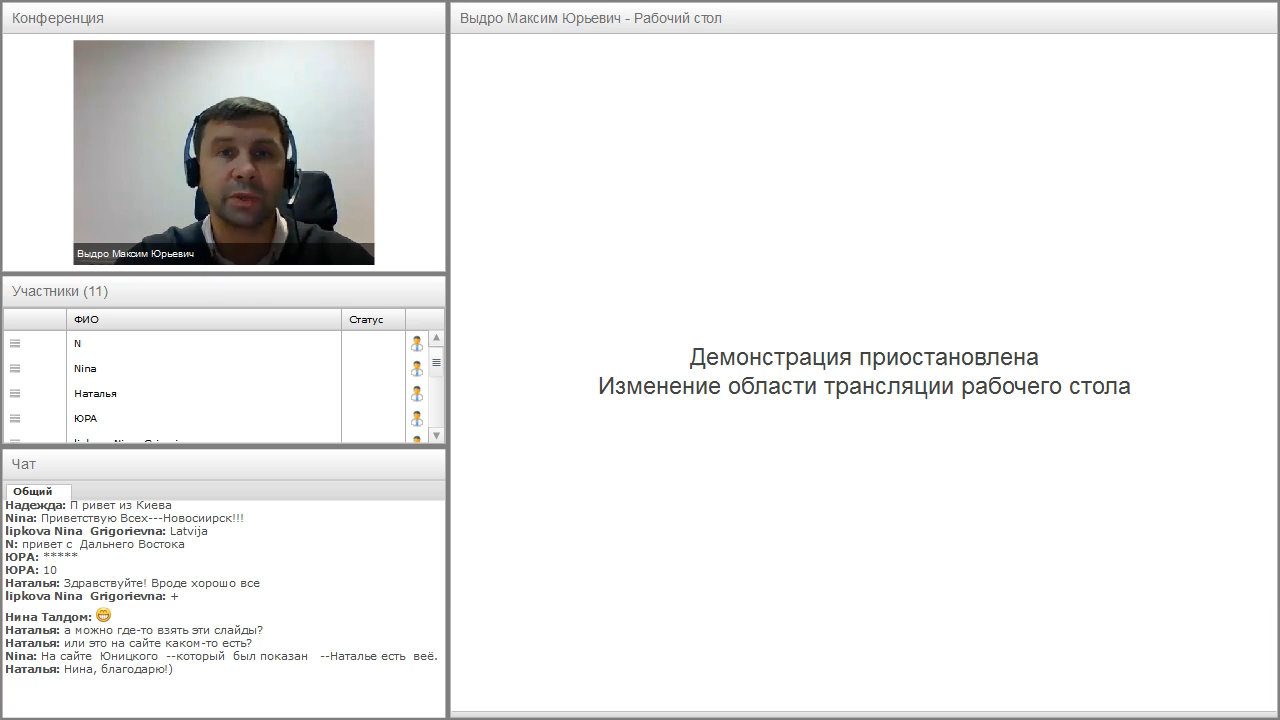 Конференция
Выдро Максим Юрьевич
Участники (11)
ФИО
Статус
N
Nina
Наталья
ЮРА
Чат
Общий
Надежда: П ривет из Киева
Nina: Приветствую Всех---Новосиирск!!!
lipkova Nina Grigorievna: Latvija
N: привет с Дальнего Востока
ЮРА: *****
ЮРА: 10
Наталья: Здравствуйте! Вроде хорошо все
lipkova Nina Grigorievna: +
Нина Талдом:
Наталья: а можно где-то взять эти слайды?
Наталья: или это на сайте каком-то есть?
Nina: На сайте Юницкого --который был показан --Наталье есть веё.
Наталья: Нина, благодарю!)
Выдро Максим Юрьевич - Рабочий стол
Демонстрация приостановлена
Изменение области трансляции рабочего стола